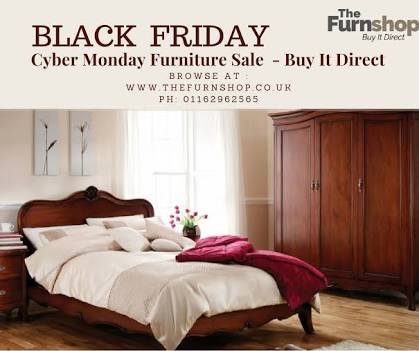 The
Furnshop
Buy It Direct
BLACK FRIDAY
Cyber Monday Furniture Sale - Buy It Direct
BROWSE AT :
WWW.THEFURNSHOP.CO.UK
PH: 01162962565